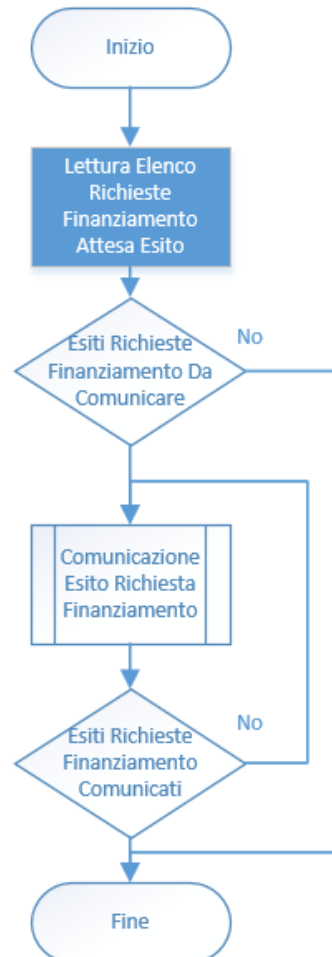 Inizio
Lettura Elenco
Richieste
Finanziamento
Attesa Esito
Esiti Richieste
Finanziamento Da
Comunicare
No
Comunicazione
Esito Richiesta
Finanziamento
Esiti Richieste
Finanziamento
Comunicati
No
Fine